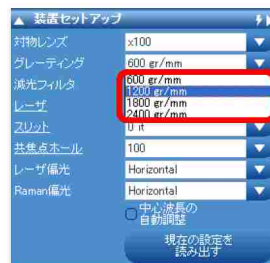 装置セットアップ
対物レンズ x100
グレーティング 600 gr/mm
600 gr/mm
1200 gr/mm
1800 gr/mm
2400 gr/mm
減光フィルタ
レーザ
スリット
共焦点ホール 100
レーザ偏光 Horizontal
Raman偏光 Horizontal
中心波長の
自動調整
現在の設定を
読み出す